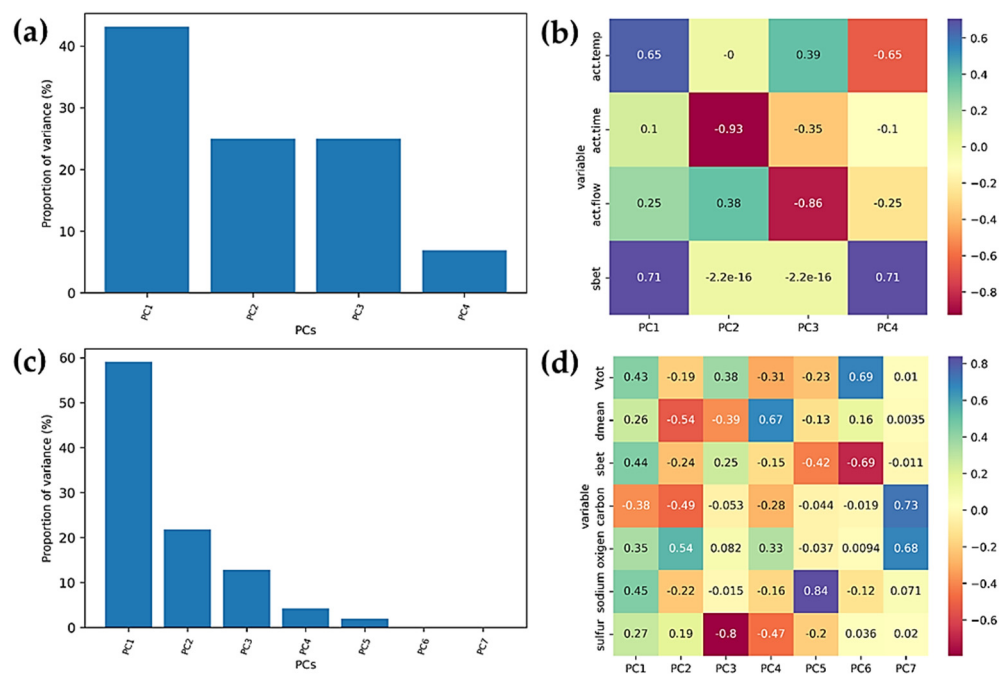 (a)
Proportion of variance (%)
40
30
20
10
0
PC1
PC2
PC3
PC4
PCs
(b)
variable
act.temp
0.65
-0
0.39
-0.65
act.time
0.1
-0.93
-0.35
-0.1
act.flow
0.25
0.38
-0.86
-0.25
sbet
0.71
-2.2e-16
-2.2e-16
0.71
PC1
PC2
PC3
PC4
0.6
0.4
0.2
0.0
-0.2
-0.4
-0.6
-0.8
(c)
Proportion of variance (%)
60
50
40
30
20
10
0
PC1
PC2
PC3
PC4
PC5
PC6
PC7
PCs
(d)
variable
Vtot
0.43
-0.19
0.38
-0.31
-0.23
0.69
0.01
dmean
0.26
-0.54
-0.39
0.67
-0.13
0.16
0.0035
sbet
0.44
-0.24
0.25
-0.15
-0.42
-0.69
-0.011
carbon
-0.38
-0.49
-0.053
-0.28
-0.044
-0.019
0.73
oxigen
0.35
0.54
0.082
0.33
-0.037
0.0094
0.68
sodium
0.45
-0.22
-0.015
-0.16
0.84
-0.12
0.071
sulfur
0.27
0.19
-0.8
-0.47
-0.2
0.036
0.02
PC1
PC2
PC3
PC4
PC5
PC6
PC7
0.8
0.6
0.4
0.2
0.0
-0.2
-0.4
-0.6